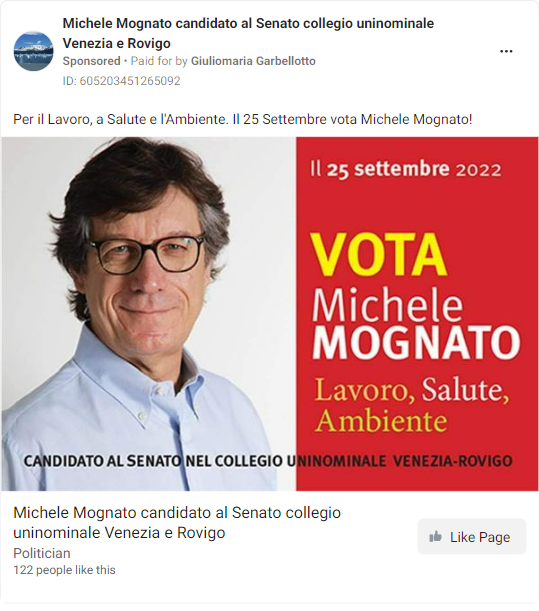 Michele Mognato candidato al Senato collegio uninominale
Venezia e Rovigo
Sponsored • Paid for by Giuliomaria Garbellotto
ID: 605203451265092
Per il Lavoro, a Salute e l'Ambiente. Il 25 Settembre vota Michele Mognato!
Il 25 settembre 2022
VOTA
Michele
MOGNATO
Lavoro, Salute,
Ambiente
CANDIDATO AL SENATO NEL COLLEGIO UNINOMINALE VENEZIA-ROVIGO
Michele Mognato candidato al Senato collegio
uninominale Venezia e Rovigo
Politician
122 people like this
Like Page